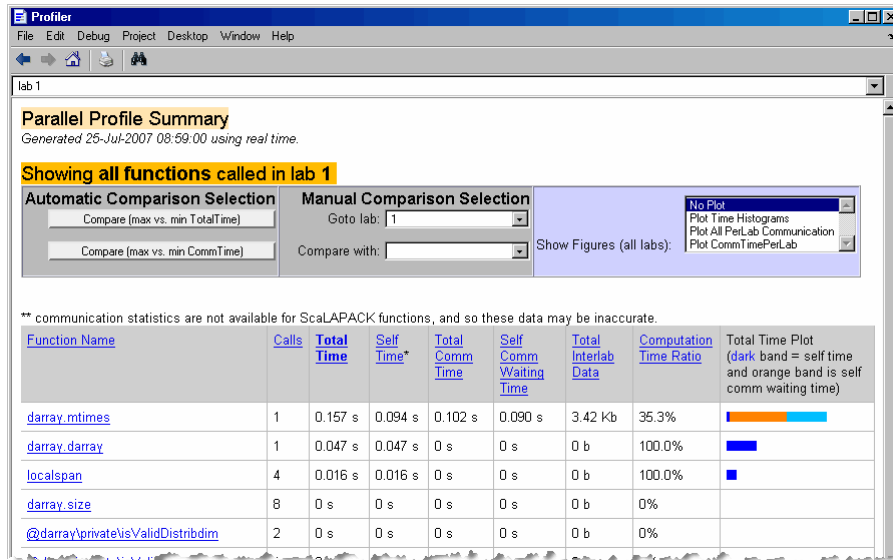 Profiler
File Edit Debug Project Desktop Window Help
lab 1
Parallel Profile Summary
Generated 25-Jul-2007 08:59:00 using real time.
Showing all functions called in lab 1
Automatic Comparison Selection
Compare (max vs. min TotalTime)
Compare (max vs. min CommTime)
Manual Comparison Selection
Goto lab: 1
Compare with:
Show Figures (all labs):
No Plot
Plot Time Histograms
Plot All PerLab Communication
Plot CommTimePerLab
** communication statistics are not available for ScaLAPACK functions, and so these data may be inaccurate.
Function Name
Calls
Total
Time
Self
Time*
Total
Comm
Time
Self
Comm
Waiting
Time
Total
Interlab
Data
Computation
Time Ratio
Total Time Plot
(dark band = self time
and orange band is self
comm waiting time)
darray.mtimes 1 0.157 s 0.094 s 0.102 s 0.090 s 3.42 Kb 35.3%
darray.darray 1 0.047 s 0.047 s 0 s 0 s 0 b 100.0%
localspan 4 0.016 s 0.016 s 0 s 0 s 0 b 100.0%
darray.size 8 0 s 0 s 0 s 0 s 0 b 0%
@darray\private\isValidDistribdim 2 0 s 0 s 0 s 0 s 0 b 0%